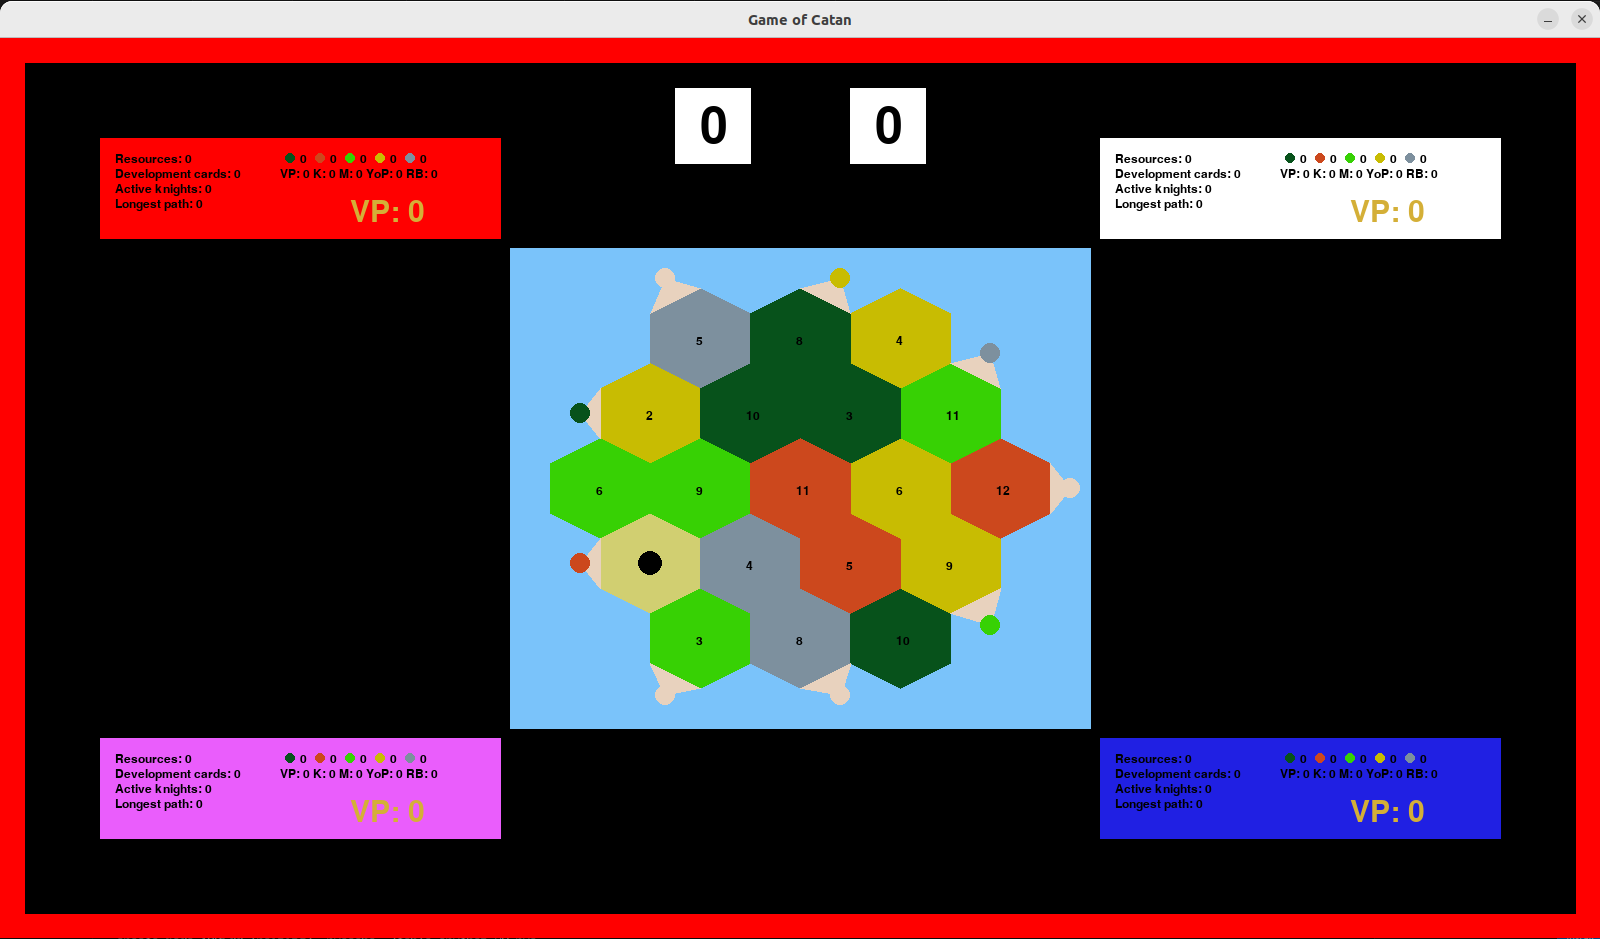 Game of Catan
0 0
Resources: 0 0 0 0 0 0
Development cards: 0 VP: 0 K: 0 M: 0 YoP: 0 RB: 0
Active knights: 0
Longest path: 0
VP: 0
Resources: 0 0 0 0 0 0
Development cards: 0 VP: 0 K: 0 M: 0 YoP: 0 RB: 0
Active knights: 0
Longest path: 0
VP: 0
5 8 4
2 10 3 11
6 9 11 6 12
4 5 9
3 8 10
Resources: 0 0 0 0 0 0
Development cards: 0 VP: 0 K: 0 M: 0 YoP: 0 RB: 0
Active knights: 0
Longest path: 0
VP: 0
Resources: 0 0 0 0 0 0
Development cards: 0 VP: 0 K: 0 M: 0 YoP: 0 RB: 0
Active knights: 0
Longest path: 0
VP: 0